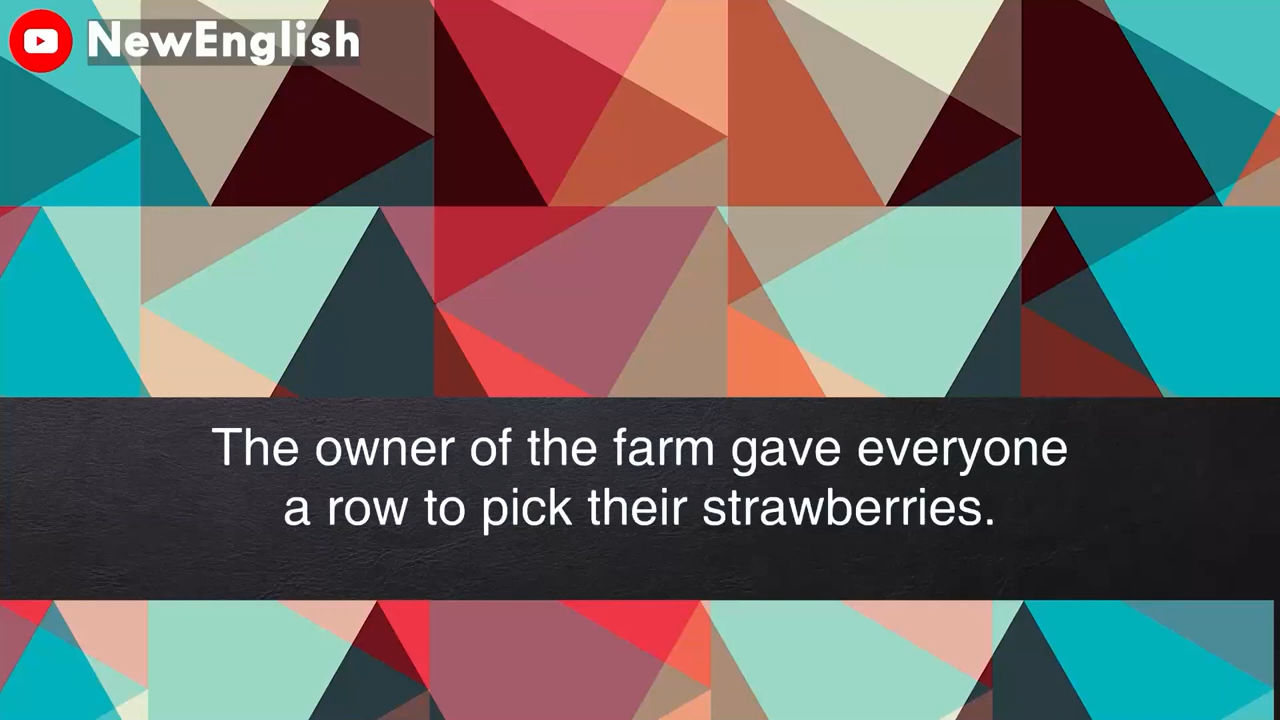 NewEnglish
The owner of the farm gave everyone
a row to pick their strawberries.